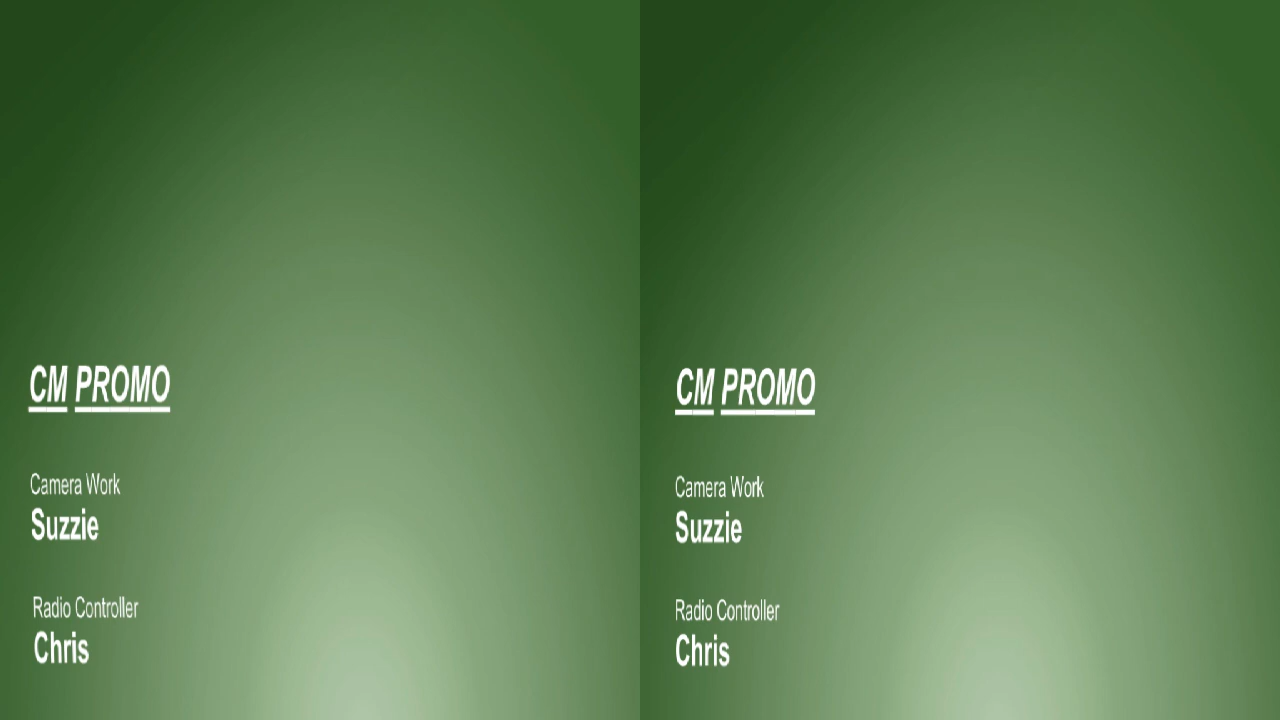 CM PROMO
Camera Work
Suzzie
Radio Controller
Chris
CM PROMO
Camera Work
Suzzie
Radio Controller
Chris